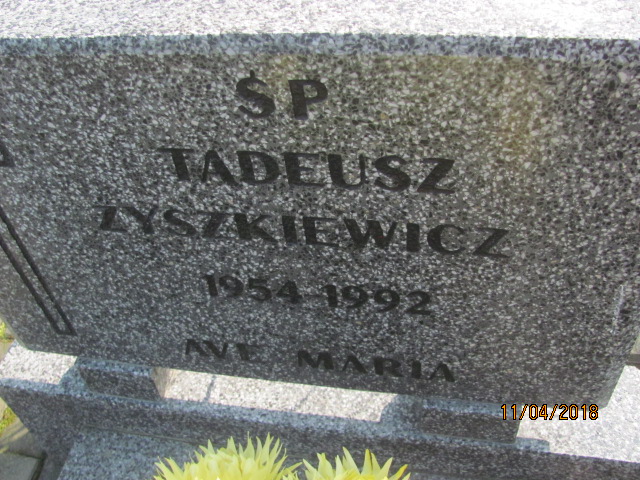 ŚP
TADEUSZ
ZYSZKIEWICZ
1954-1992
AVE MARIA
11/04/2018